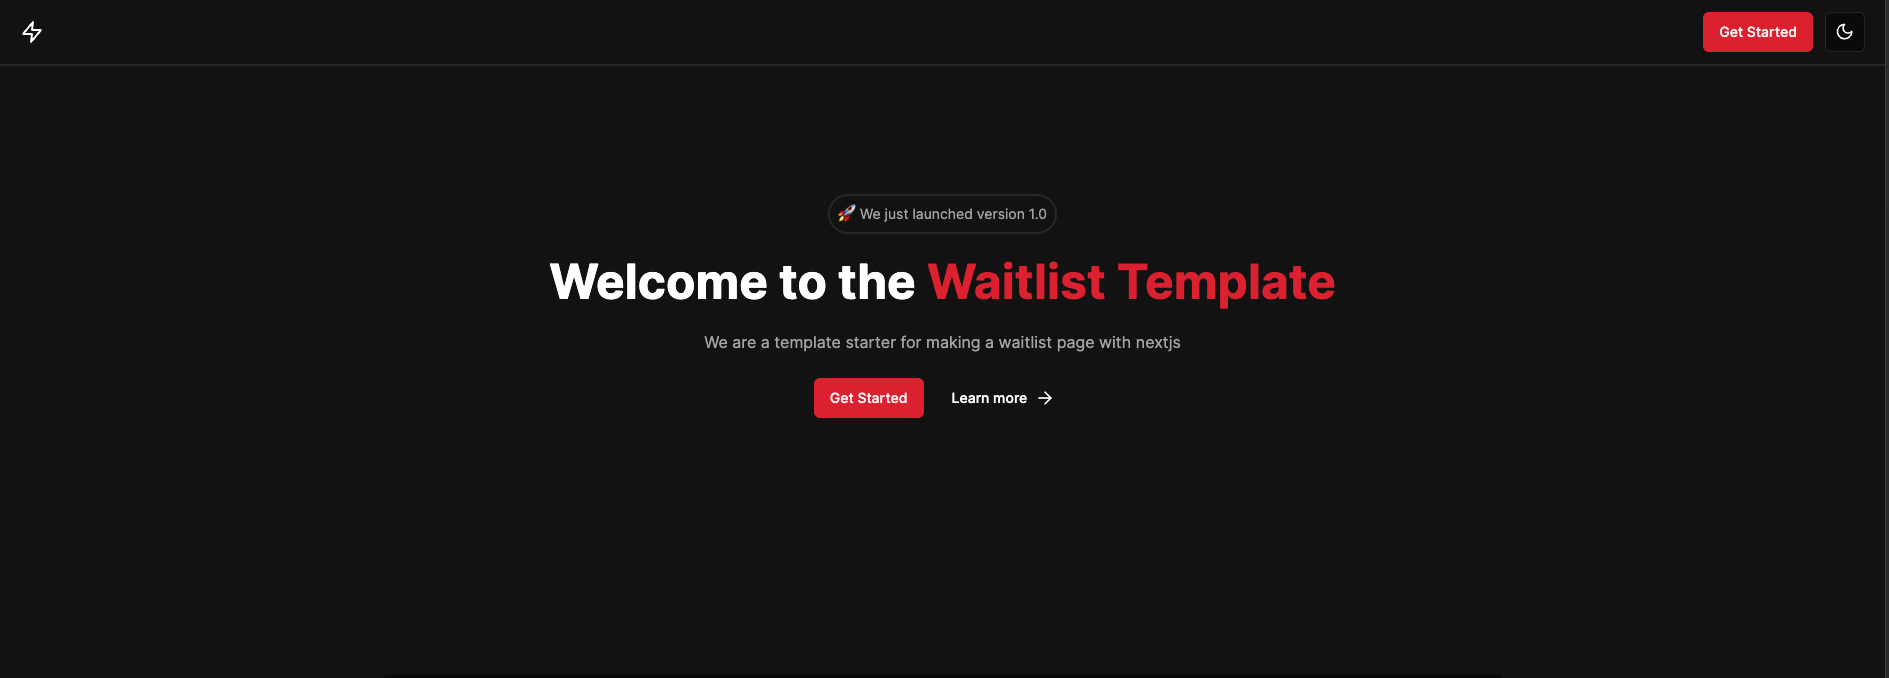 Get Started
🚀 We just launched version 1.0
Welcome to the Waitlist Template
We are a template starter for making a waitlist page with nextjs
Get Started
Learn more →